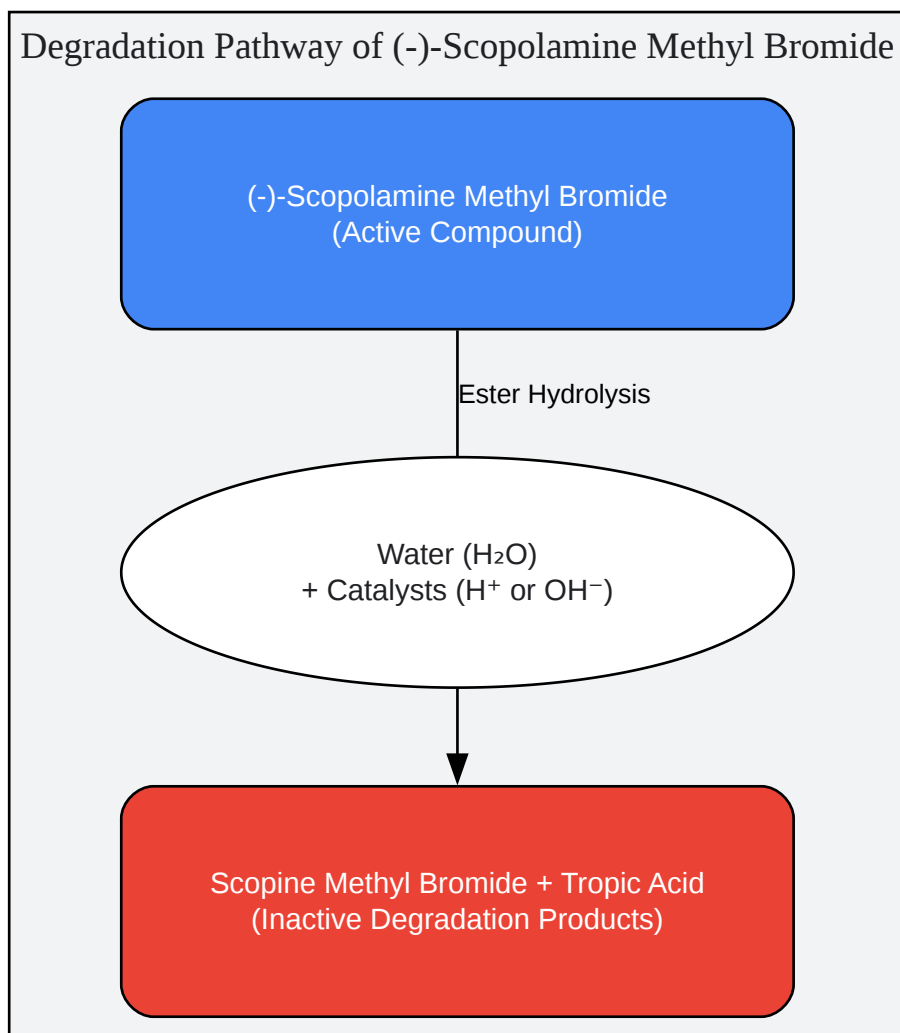 Degradation Pathway of (-)-Scopolamine Methyl Bromide
(-)-Scopolamine Methyl Bromide
(Active Compound)
Ester Hydrolysis
Water (H₂O)
+ Catalysts (H⁺ or OH⁻)
Scopine Methyl Bromide + Tropic Acid
(Inactive Degradation Products)